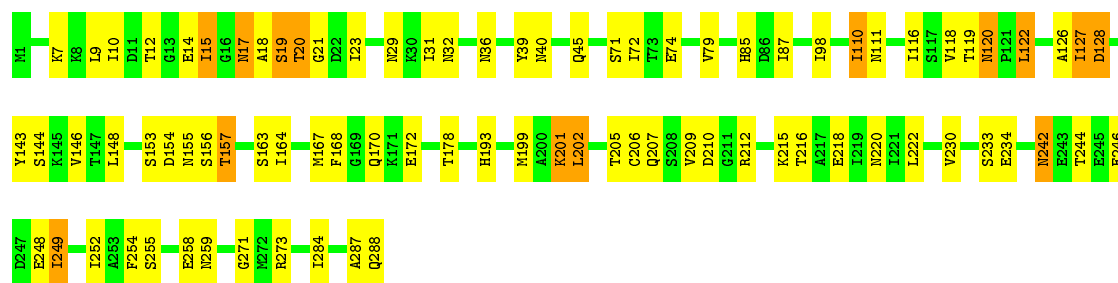 M1 K7 K8 L9 I10 D11 T12 G13 E14 I15 G16 N17 A18 S19 T20 G21 D22 I23 N29 K30 I31 N32 N36 Y39 N40 Q45 S71 I72 T73 E74 V79 H85 D86 I87 I98 I110 N111 I116 S117 V118 T119 N120 P121 L122 A126 I127 D128
Y143 S144 K145 V146 T147 L148 S153 D154 N155 S156 T157 S163 I164 M167 F168 G169 Q170 K171 E172 T178 H193 M199 A200 G201 L202 T205 C206 Q207 S208 V209 D210 G211 R212 K215 T216 A217 E218 I219 N220 I221 L222 V230 S233 E234 N242 E243 T244 E245
D247 E248 I249 I252 A253 F254 S255 E258 N259 G271 M272 R273 I284 A287 Q288